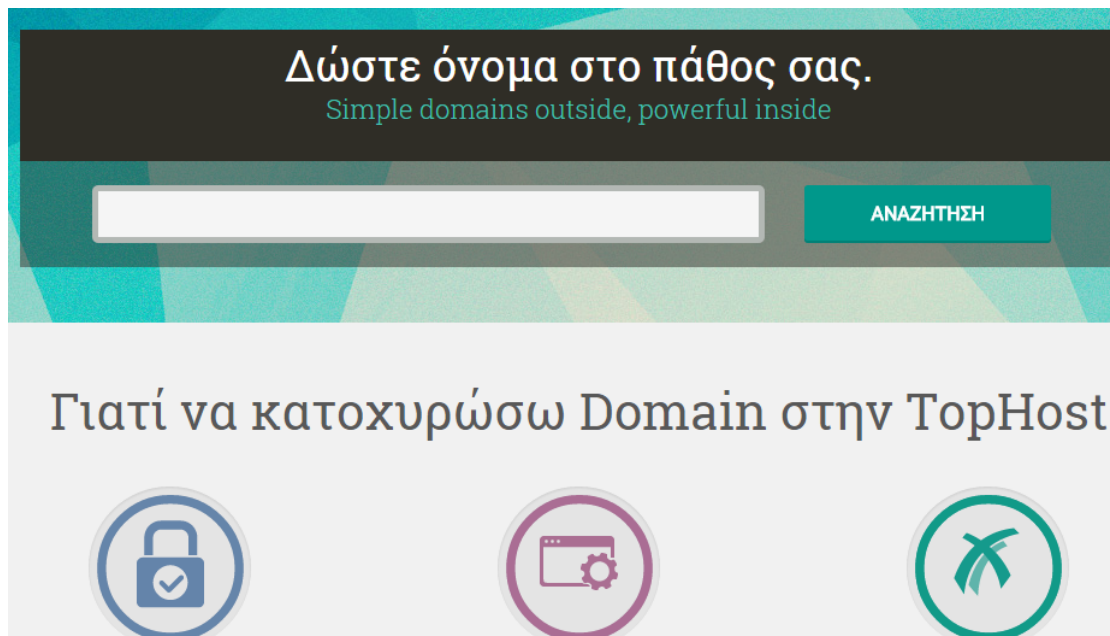 Δώστε όνομα στο πάθος σας.
Simple domains outside, powerful inside
ΑΝΑΖΗΤΗΣΗ
Γιατί να κατοχυρώσω Domain στην TopHost